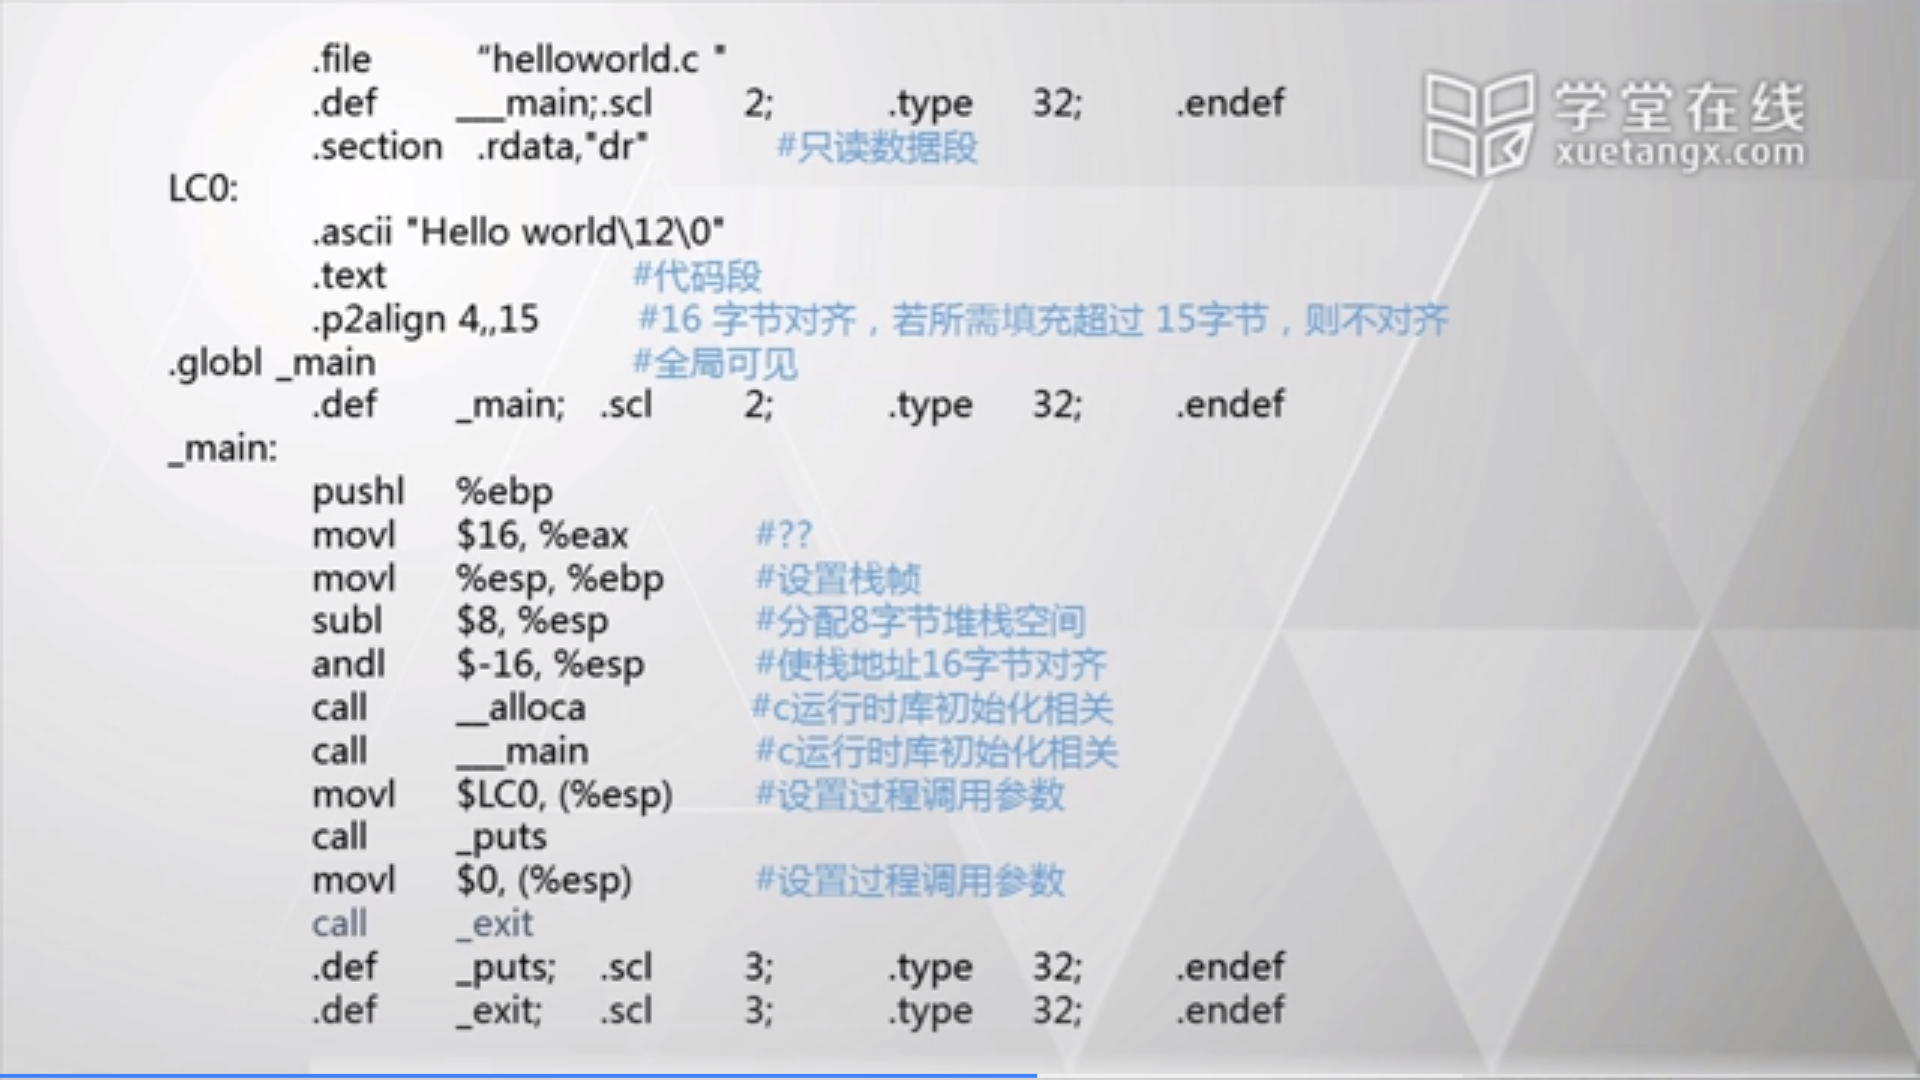 .file "helloworld.c "
.def ___main;.scl 2; .type 32; .endef
.section .rdata,"dr" #只读数据段
LC0:
.ascii "Hello world\12\0"
.text #代码段
.p2align 4,,15 #16 字节对齐，若所需填充超过 15字节，则不对齐
.globl _main #全局可见
.def _main; .scl 2; .type 32; .endef
_main:
pushl %ebp
movl $16, %eax #??
movl %esp, %ebp #设置栈帧
subl $8, %esp #分配8字节堆栈空间
andl $-16, %esp #使栈地址16字节对齐
call __alloca #c运行时库初始化相关
call ___main #c运行时库初始化相关
movl $LC0, (%esp) #设置过程调用参数
call _puts
movl $0, (%esp) #设置过程调用参数
call _exit
.def _puts; .scl 3; .type 32; .endef
.def _exit; .scl 3; .type 32; .endef
学堂在线
xuetangx.com